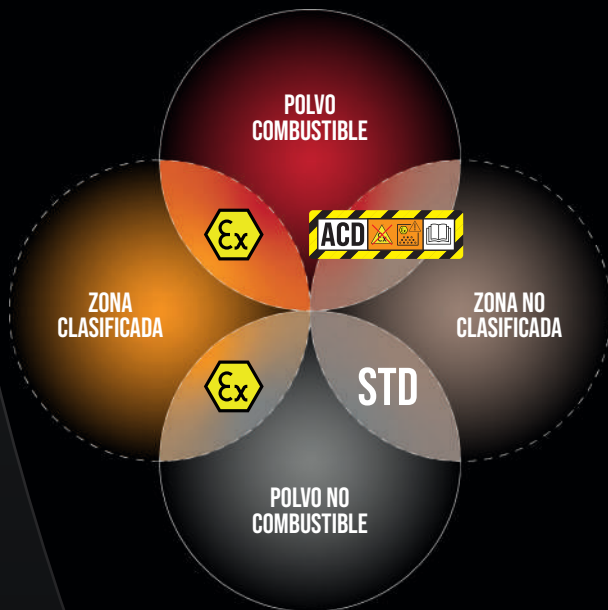 POLVO
COMBUSTIBLE
Ex
ACD
ZONA
CLASIFICADA
ZONA NO
CLASIFICADA
Ex
STD
POLVO NO
COMBUSTIBLE